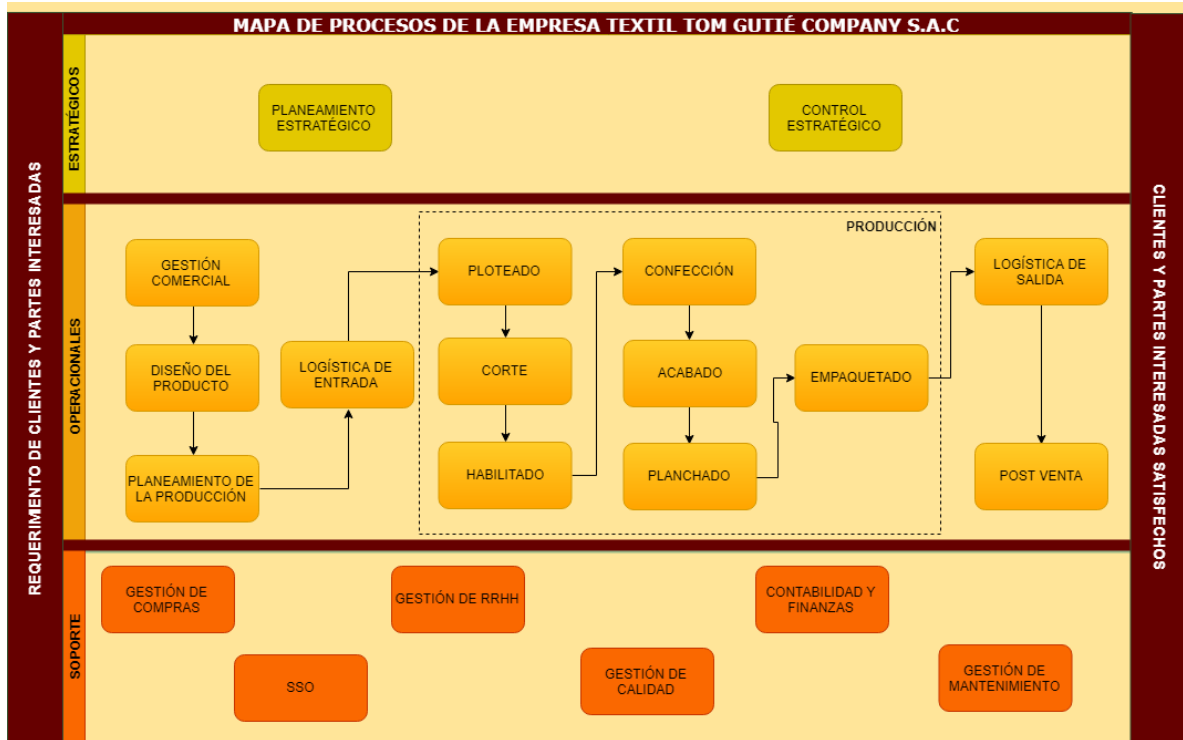 MAPA DE PROCESOS DE LA EMPRESA TEXTIL TOM GUTIÉ COMPANY S.A.C
REQUERIMIENTO DE CLIENTES Y PARTES INTERESADAS
ESTRATÉGICOS
PLANEAMIENTO
ESTRATÉGICO
CONTROL
ESTRATÉGICO
OPERACIONALES
GESTIÓN
COMERCIAL
DISEÑO DEL
PRODUCTO
PLANEAMIENTO DE
LA PRODUCCIÓN
LOGÍSTICA DE
ENTRADA
PRODUCCIÓN
PLOTEADO
CORTE
HABILITADO
CONFECCIÓN
ACABADO
PLANCHADO
EMPAQUETADO
LOGÍSTICA DE
SALIDA
POST VENTA
SOPORTE
GESTIÓN DE
COMPRAS
SSO
GESTIÓN DE RRHH
GESTIÓN DE
CALIDAD
CONTABILIDAD Y
FINANZAS
GESTIÓN DE
MANTENIMIENTO
CLIENTES Y PARTES INTERESADAS SATISFECHOS